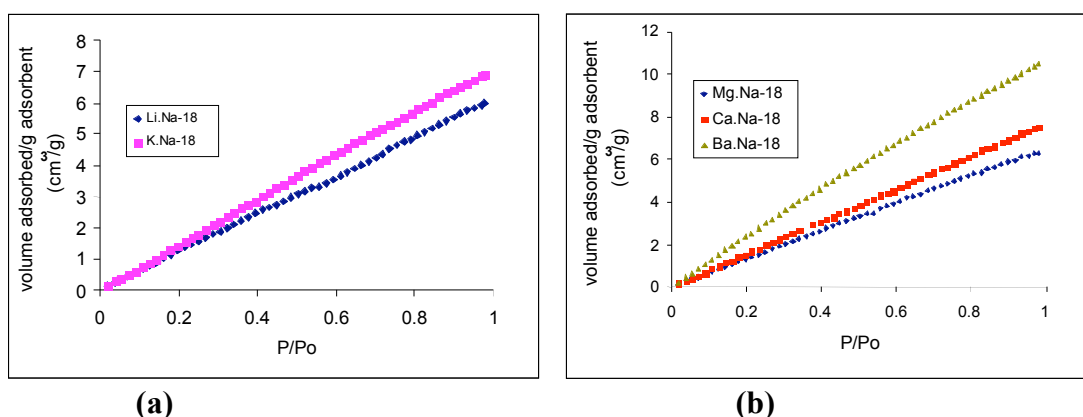 volume adsorbed/g adsorbent
(cm³/g)
8
7
6
5
4
3
2
1
0
0
0.2
0.4
0.6
0.8
1
P/Po
Li.Na-18
K.Na-18
(a)
volume adsorbed/g adsorbent
(cm³/g)
12
10
8
6
4
2
0
0
0.2
0.4
0.6
0.8
1
P/Po
Mg.Na-18
Ca.Na-18
Ba.Na-18
(b)